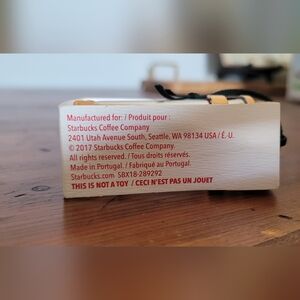 Manufactured for: / Produit pour :
Starbucks Coffee Company
2401 Utah Avenue South, Seattle, WA 98134 USA / É.-U.
© 2017 Starbucks Coffee Company.
All rights reserved. / Tous droits réservés.
Made in Portugal. / Fabriqué au Portugal.
Starbucks.com SBX18-289292
THIS IS NOT A TOY / CECI N'EST PAS UN JOUET